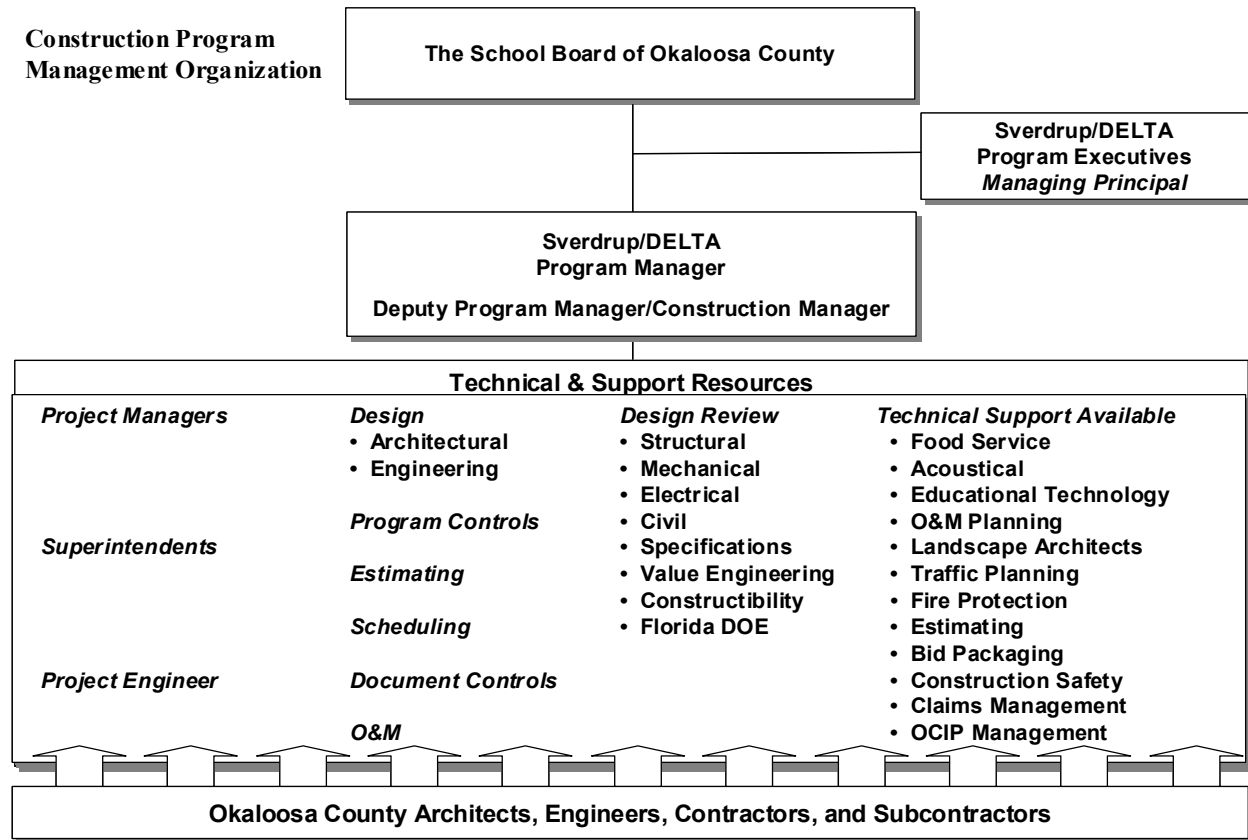 Construction Program
Management Organization
The School Board of Okaloosa County
Sverdrup/DELTA
Program Executives
Managing Principal
Sverdrup/DELTA
Program Manager
Deputy Program Manager/Construction Manager
Technical & Support Resources
Project Managers
Superintendents
Project Engineer
Design
• Architectural
• Engineering
Program Controls
Estimating
Scheduling
Document Controls
O&M
Design Review
• Structural
• Mechanical
• Electrical
• Civil
• Specifications
• Value Engineering
• Constructibility
• Florida DOE
Technical Support Available
• Food Service
• Acoustical
• Educational Technology
• O&M Planning
• Landscape Architects
• Traffic Planning
• Fire Protection
• Estimating
• Bid Packaging
• Construction Safety
• Claims Management
• OCIP Management
Okaloosa County Architects, Engineers, Contractors, and Subcontractors